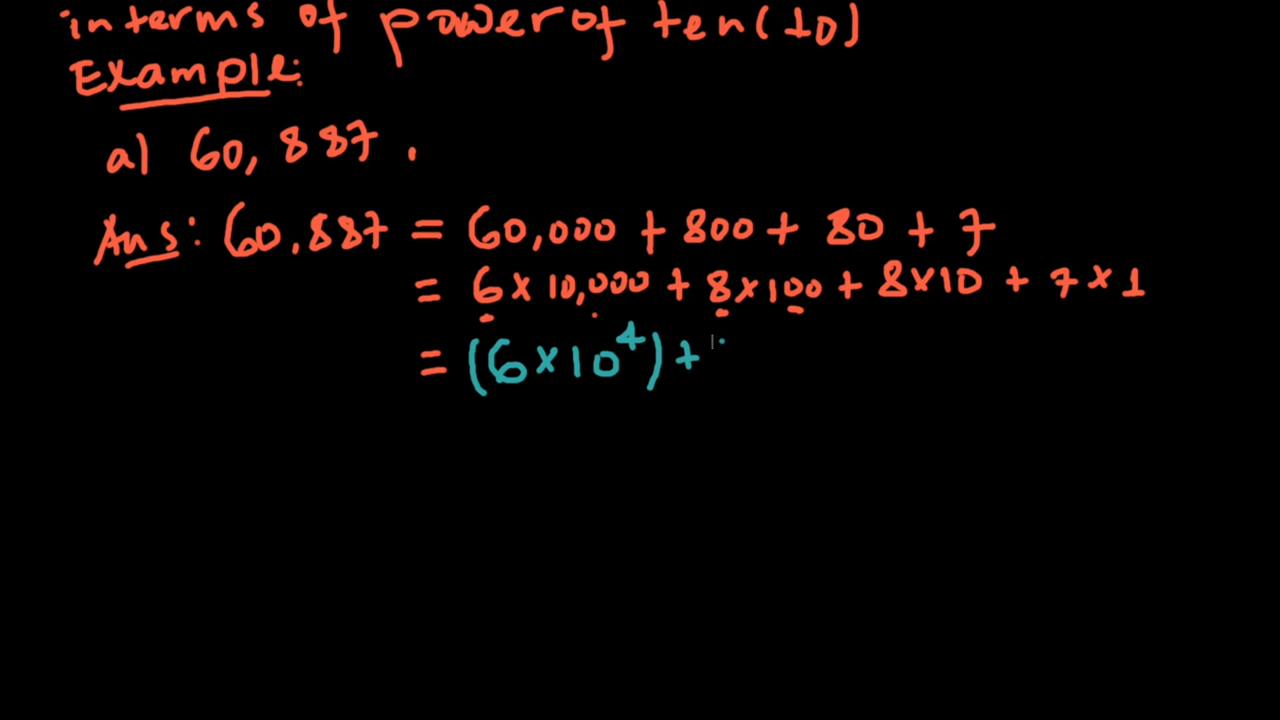 interms of power of ten(10)
Example:
a) 60,887.
Ans: 60,887 = 60,000 + 800 + 80 + 7
= 6 × 10,000 + 8 × 100 + 8 × 10 + 7 × 1
= (6 × 10⁴) +